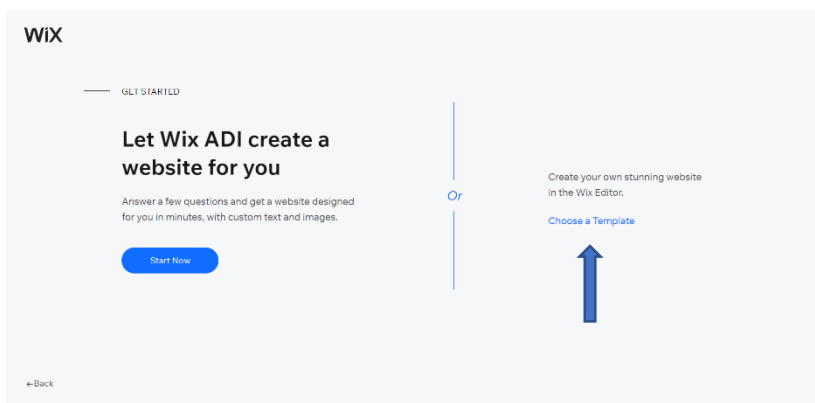 WiX
GET STARTED
Let Wix ADI create a
website for you
Answer a few questions and get a website designed
for you in minutes, with custom text and images.
Start Now
Or
Create your own stunning website
in the Wix Editor.
Choose a Template
←Back